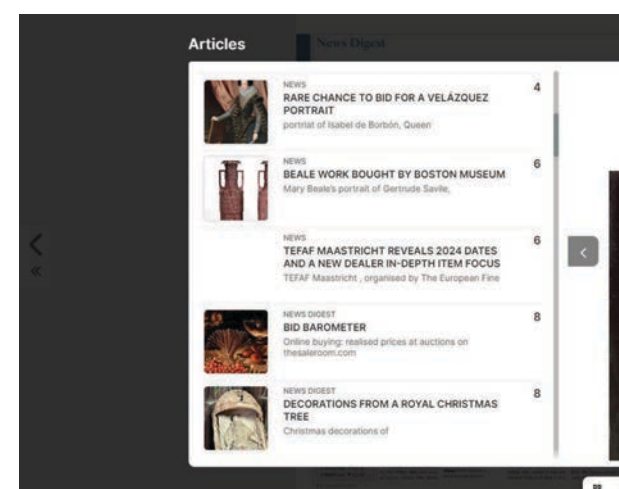 Articles
News Digest
NEWS
RARE CHANCE TO BID FOR A VELÁZQUEZ
PORTRAIT
portriat of Isabel de Borbón, Queen
4
NEWS
BEALE WORK BOUGHT BY BOSTON MUSEUM
Mary Beale's portrait of Gertrude Savile,
6
NEWS
TEFAF MAASTRICHT REVEALS 2024 DATES
AND A NEW DEALER IN-DEPTH ITEM FOCUS
TEFAF Maastricht , organised by The European Fine
6
NEWS DIGEST
BID BAROMETER
Online buying: realised prices at auctions on
thesaleroom.com
8
NEWS DIGEST
DECORATIONS FROM A ROYAL CHRISTMAS
TREE
Christmas decorations of
8